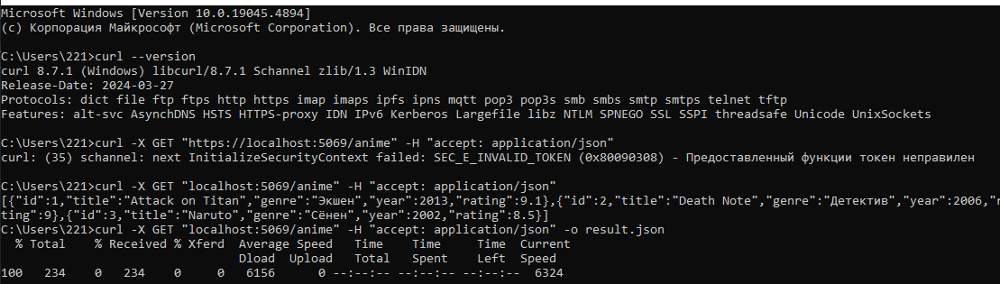 Microsoft Windows [Version 10.0.19045.4894]
(c) Корпорация Майкрософт (Microsoft Corporation). Все права защищены.
C:\Users\221>curl --version
curl 8.7.1 (Windows) libcurl/8.7.1 Schannel zlib/1.3 WinIDN
Release-Date: 2024-03-27
Protocols: dict file ftp ftps http https imap imaps ipfs ipns mqtt pop3 pop3s smb smbs smtp smtps telnet tftp
Features: alt-svc AsynchDNS HSTS HTTPS-proxy IDN IPv6 Kerberos Largefile libz NTLM SPNEGO SSL SSPI threadsafe Unicode UnixSockets
C:\Users\221>curl -X GET "https://localhost:5069/anime" -H "accept: application/json"
curl: (35) schannel: next InitializeSecurityContext failed: SEC_E_INVALID_TOKEN (0x80090308) - Предоставленный функции токен неправилен
C:\Users\221>curl -X GET "localhost:5069/anime" -H "accept: application/json"
[{"id":1,"title":"Attack on Titan","genre":"Экшен","year":2013,"rating":9.1},{"id":2,"title":"Death Note","genre":"Детектив","year":2006,"r
ting":9},{"id":3,"title":"Naruto","genre":"Сёнен","year":2002,"rating":8.5}]
C:\Users\221>curl -X GET "localhost:5069/anime" -H "accept: application/json" -o result.json
% Total % Received % Xferd Average Speed Time Time Time Current
Dload Upload Total Spent Left Speed
100 234 0 234 0 0 6156 0 --:--:-- --:--:-- --:--:-- 6324